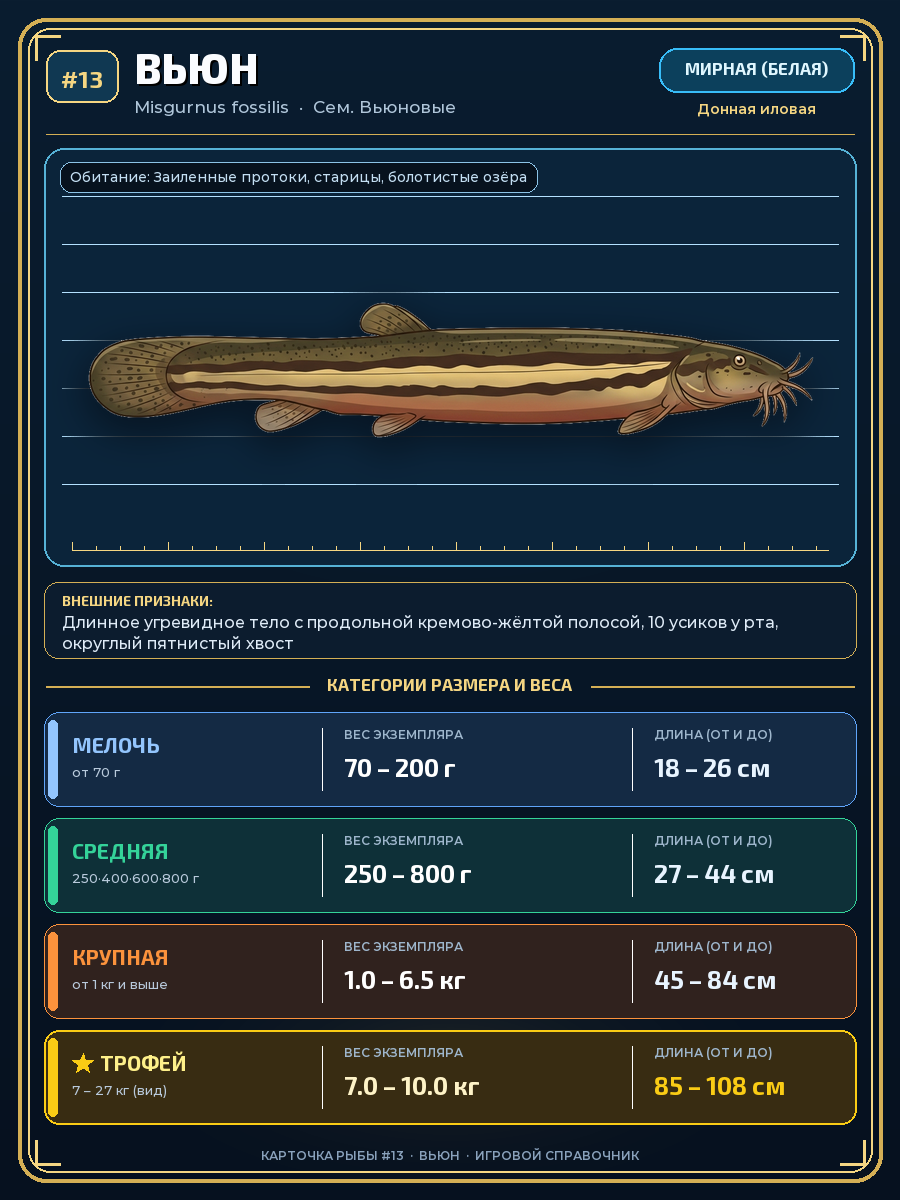 #13
ВЬЮН
Misgurnus fossilis · Сем. Вьюновые
МИРНАЯ (БЕЛАЯ)
Донная иловая
Обитание: Заиленные протоки, старицы, болотистые озёра
ВНЕШНИЕ ПРИЗНАКИ:
Длинное угревидное тело с продольной кремово-жёлтой полосой, 10 усиков у рта,
округлый пятнистый хвост
КАТЕГОРИИ РАЗМЕРА И ВЕСА
МЕЛОЧЬ
от 70 г
ВЕС ЭКЗЕМПЛЯРА
70 – 200 г
ДЛИНА (ОТ И ДО)
18 – 26 см
СРЕДНЯЯ
250·400·600·800 г
ВЕС ЭКЗЕМПЛЯРА
250 – 800 г
ДЛИНА (ОТ И ДО)
27 – 44 см
КРУПНАЯ
от 1 кг и выше
ВЕС ЭКЗЕМПЛЯРА
1.0 – 6.5 кг
ДЛИНА (ОТ И ДО)
45 – 84 см
★ ТРОФЕЙ
7 – 27 кг (вид)
ВЕС ЭКЗЕМПЛЯРА
7.0 – 10.0 кг
ДЛИНА (ОТ И ДО)
85 – 108 см
КАРТОЧКА РЫБЫ #13 · ВЬЮН · ИГРОВОЙ СПРАВОЧНИК